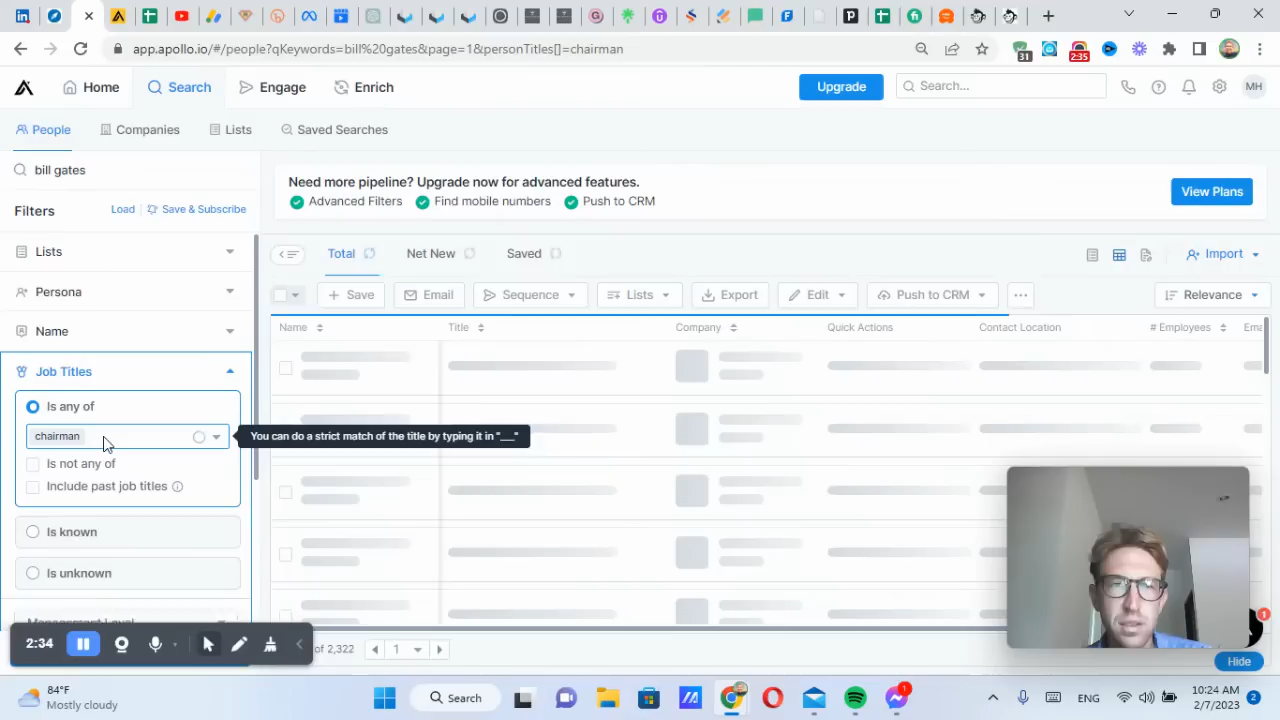 app.apollo.io/#/people?qKeywords=bill%20gates&page=1&personTitles[]=chairman
31
2:35
Home
Search
Engage
Enrich
Upgrade
Search...
MH
People
Companies
Lists
Saved Searches
bill gates
Need more pipeline? Upgrade now for advanced features.
Advanced Filters
Find mobile numbers
Push to CRM
View Plans
Filters
Load
Save & Subscribe
Lists
Total
Net New
Saved
Import
Persona
+ Save
Email
Sequence
Lists
Export
Edit
Push to CRM
...
Relevance
Name
Name
Title
Company
Quick Actions
Contact Location
# Employees
Job Titles
Is any of
chairman
You can do a strict match of the title by typing it in "___"
Is not any of
Include past job titles
Is known
Is unknown
2:34
of 2,322
1
1
Hide
84°F
Mostly cloudy
Search
1
ENG
10:24 AM
2/7/2023
2